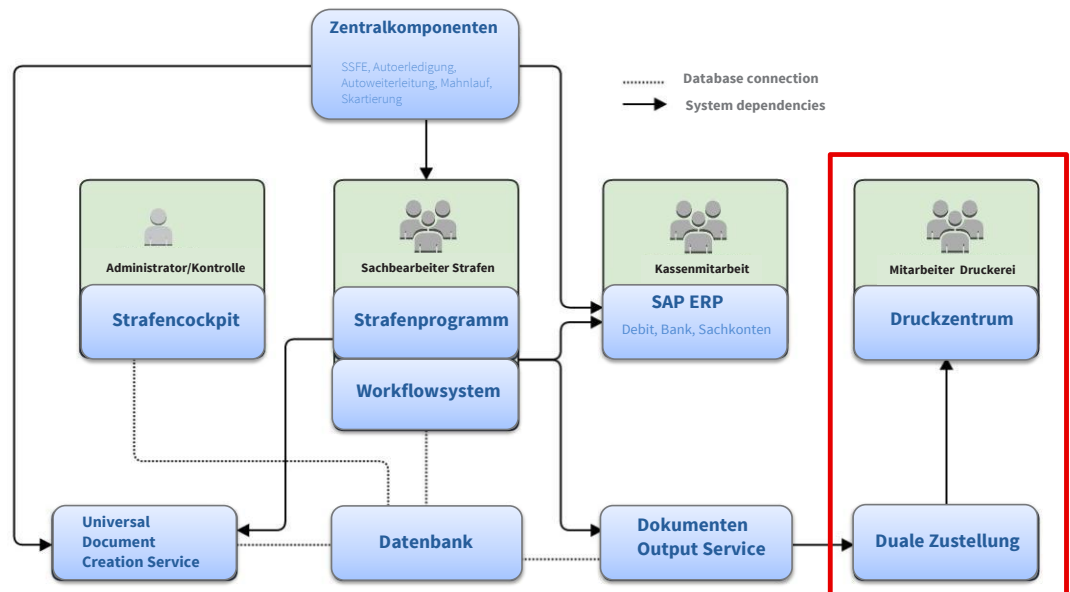 Zentralkomponenten
SSFE, Autoerledigung,
Autoweiterleitung, Mahnlauf,
Skartierung
Database connection
System dependencies
Administrator/Kontrolle
Strafencockpit
Sachbearbeiter Strafen
Strafenprogramm
Workflowsystem
Kassenmitarbeit
SAP ERP
Debit, Bank, Sachkonten
Mitarbeiter Druckerei
Druckzentrum
Universal
Document
Creation Service
Datenbank
Dokumenten
Output Service
Duale Zustellung